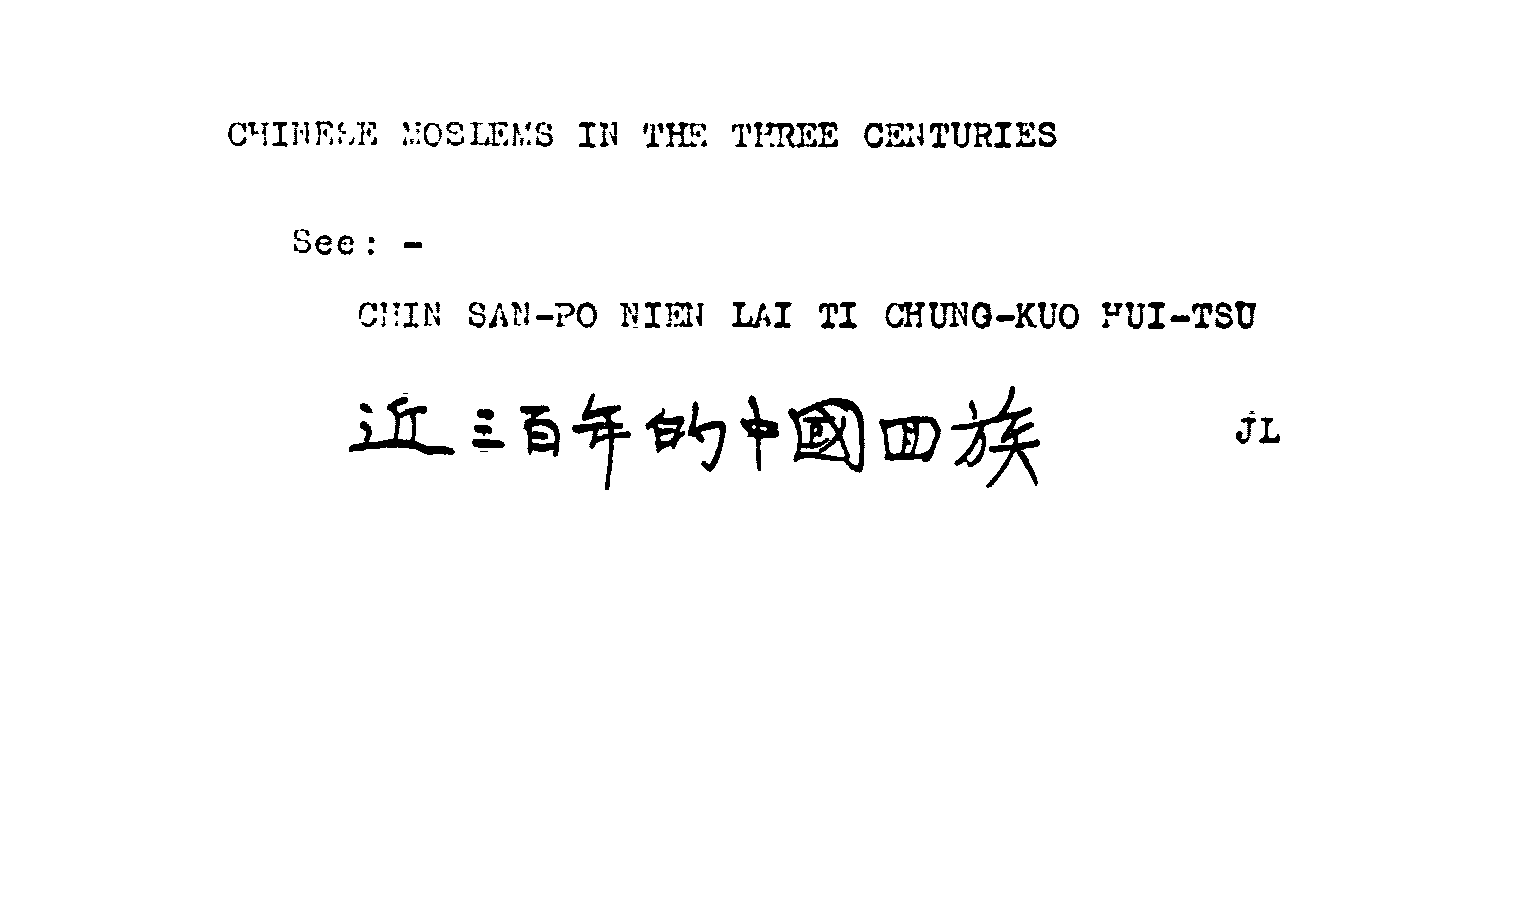 CHINESE MOSLEMS IN THE THREE CENTURIES
See: -
CHIN SAN-PO NIEN LAI TI CHUNG-KUO HUI-TSU
近三百年的中國回族 JL